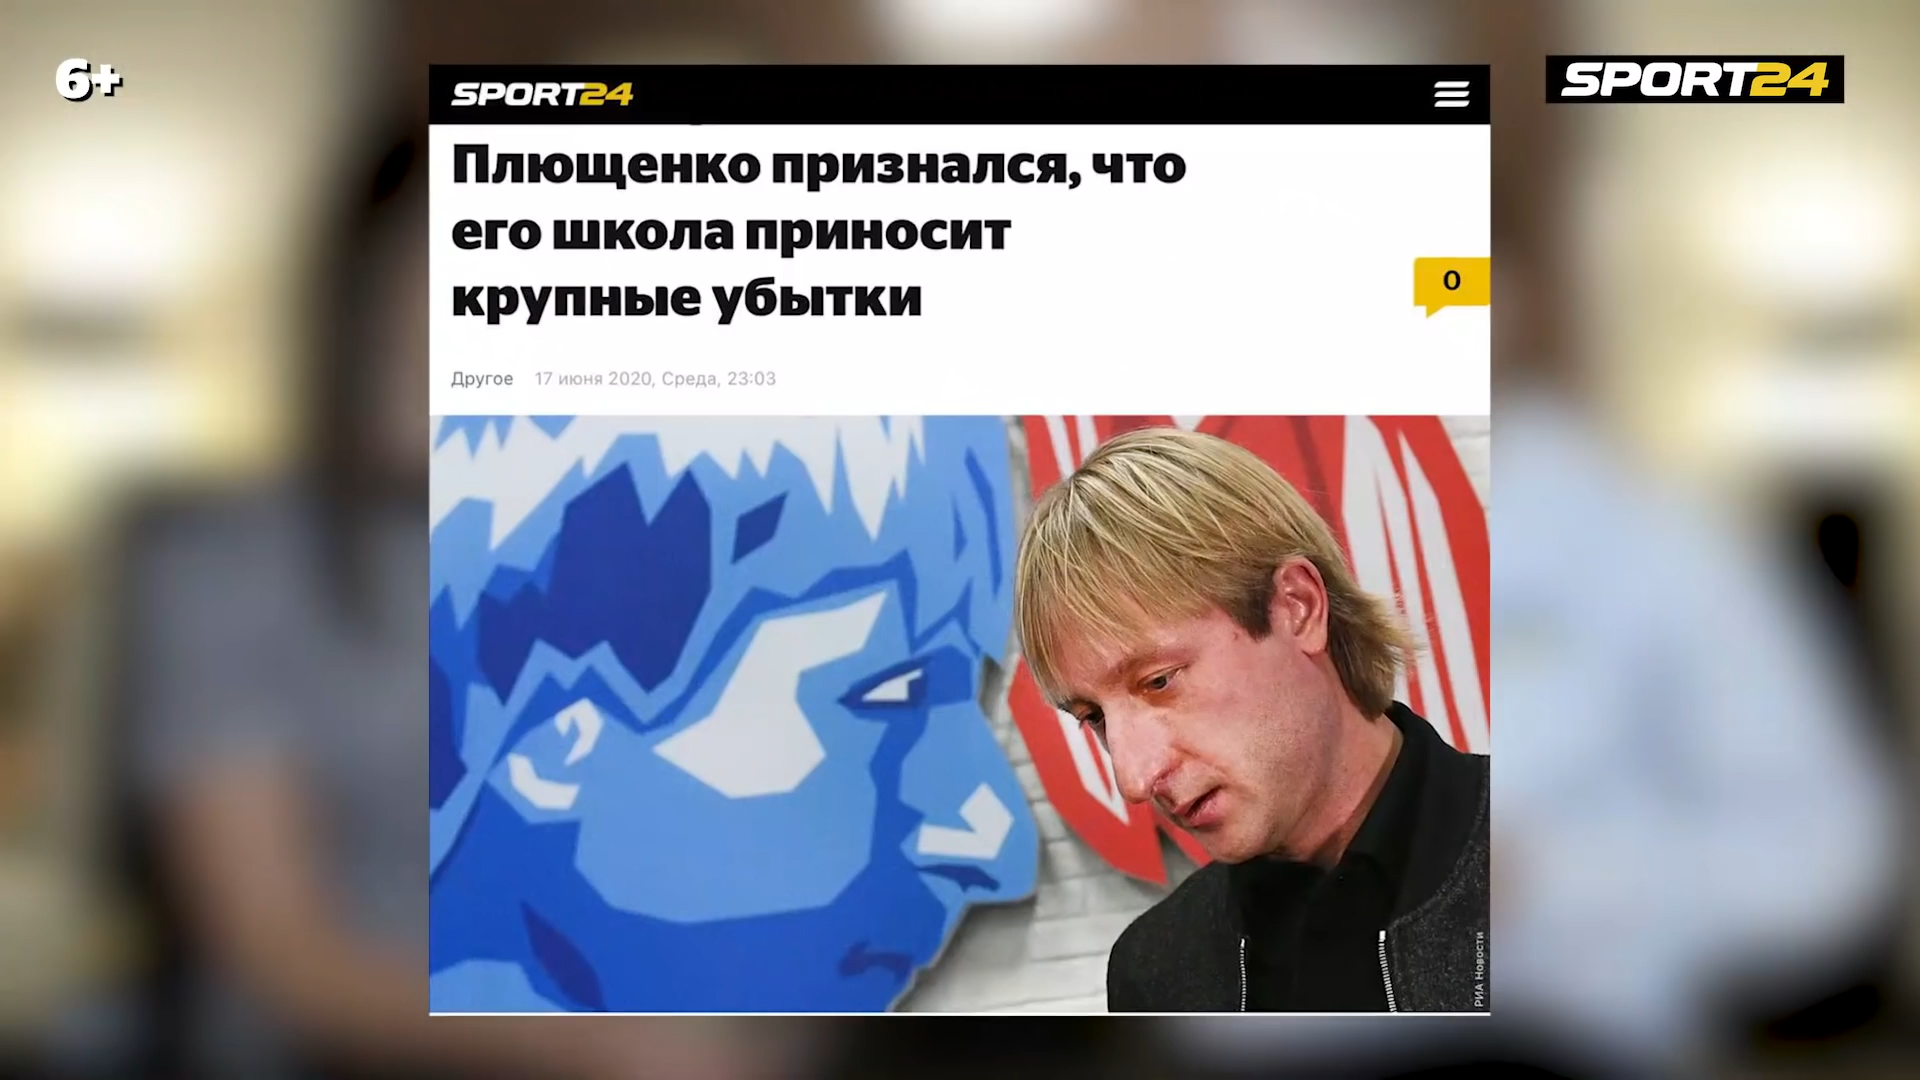 6+
SPORT24
SPORT24
Плющенко признался, что
его школа приносит
крупные убытки
0
Другое 17 июня 2020, Среда, 23:03
РИА Новости